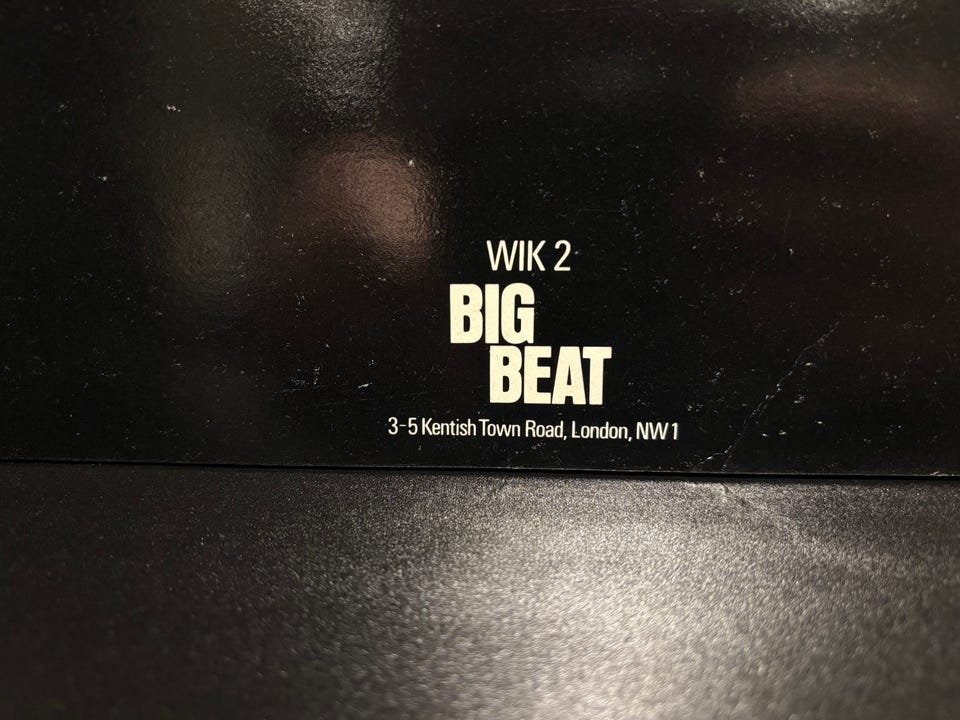 WIK 2
BIG
BEAT
3-5 Kentish Town Road, London, NW1